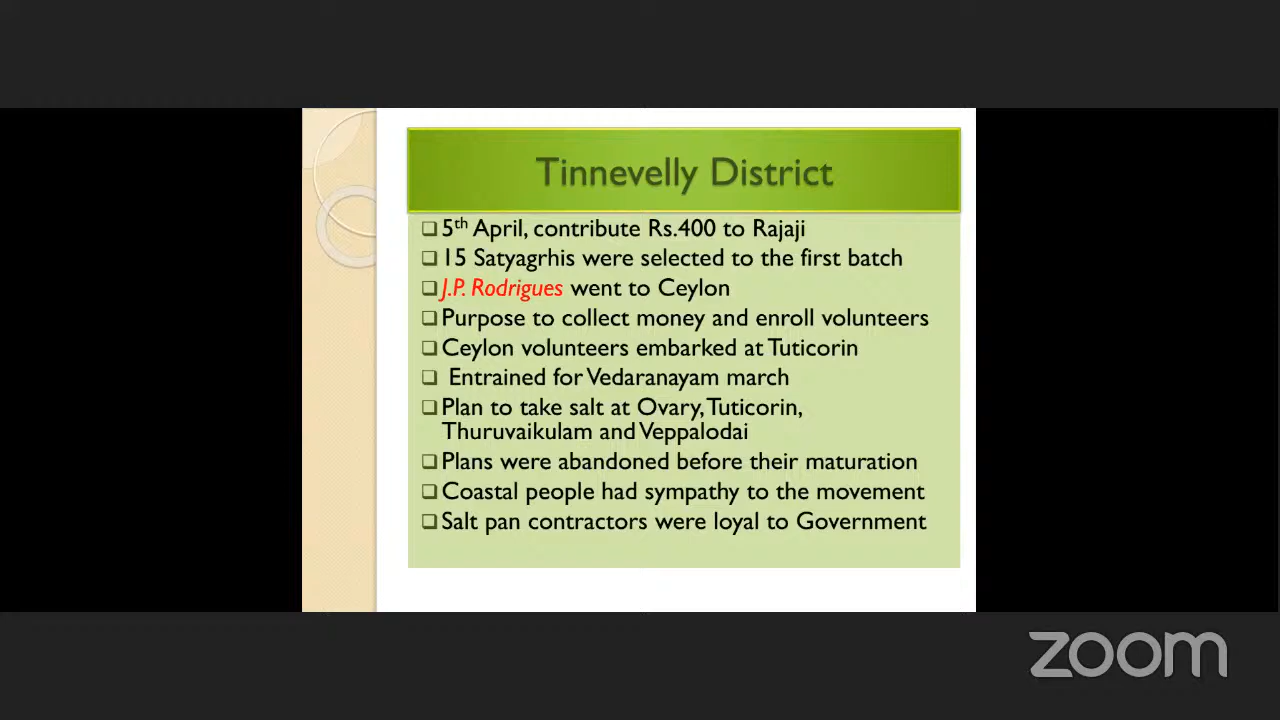 Tinnevelly District
5th April, contribute Rs.400 to Rajaji
15 Satyagrhis were selected to the first batch
J.P. Rodrigues went to Ceylon
Purpose to collect money and enroll volunteers
Ceylon volunteers embarked at Tuticorin
Entrained for Vedaranayam march
Plan to take salt at Ovary, Tuticorin,
Thuruvaikulam and Veppalodai
Plans were abandoned before their maturation
Coastal people had sympathy to the movement
Salt pan contractors were loyal to Government
zoom